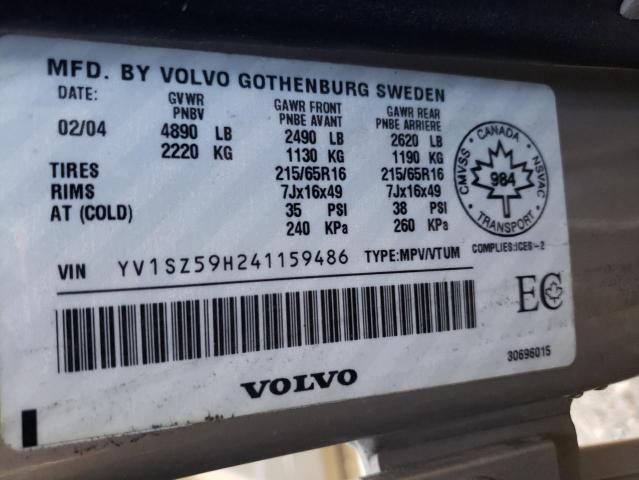 MFD. BY VOLVO GOTHENBURG SWEDEN
DATE: GVWR GAWR FRONT GAWR REAR
PNBV PNBE AVANT PNBE ARRIERE
02/04 4890 LB 2490 LB 2620 LB
2220 KG 1130 KG 1190 KG
TIRES 215/65R16 215/65R16
RIMS 7Jx16x49 7Jx16x49
AT (COLD) 35 PSI 38 PSI
240 KPa 260 KPa
CANADA
CMVSS NSVAC
984
TRANSPORT
COMPLIES:ICES-2
VIN YV1SZ59H241159486 TYPE:MPV/VTUM
EC
30696015
VOLVO